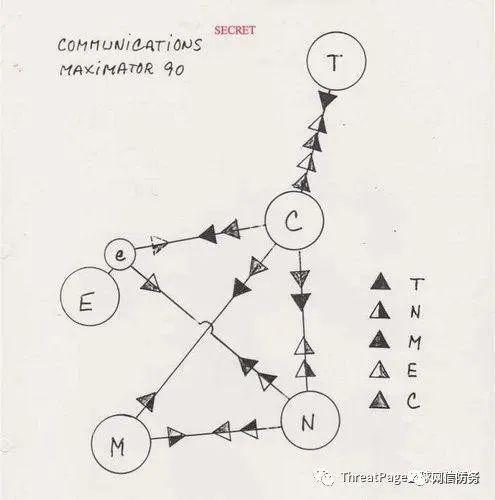 SECRET
COMMUNICATIONS
MAXIMATOR 90
T
C
e
E
M
N
T
N
M
E
C
ThreatPage全球网信防务